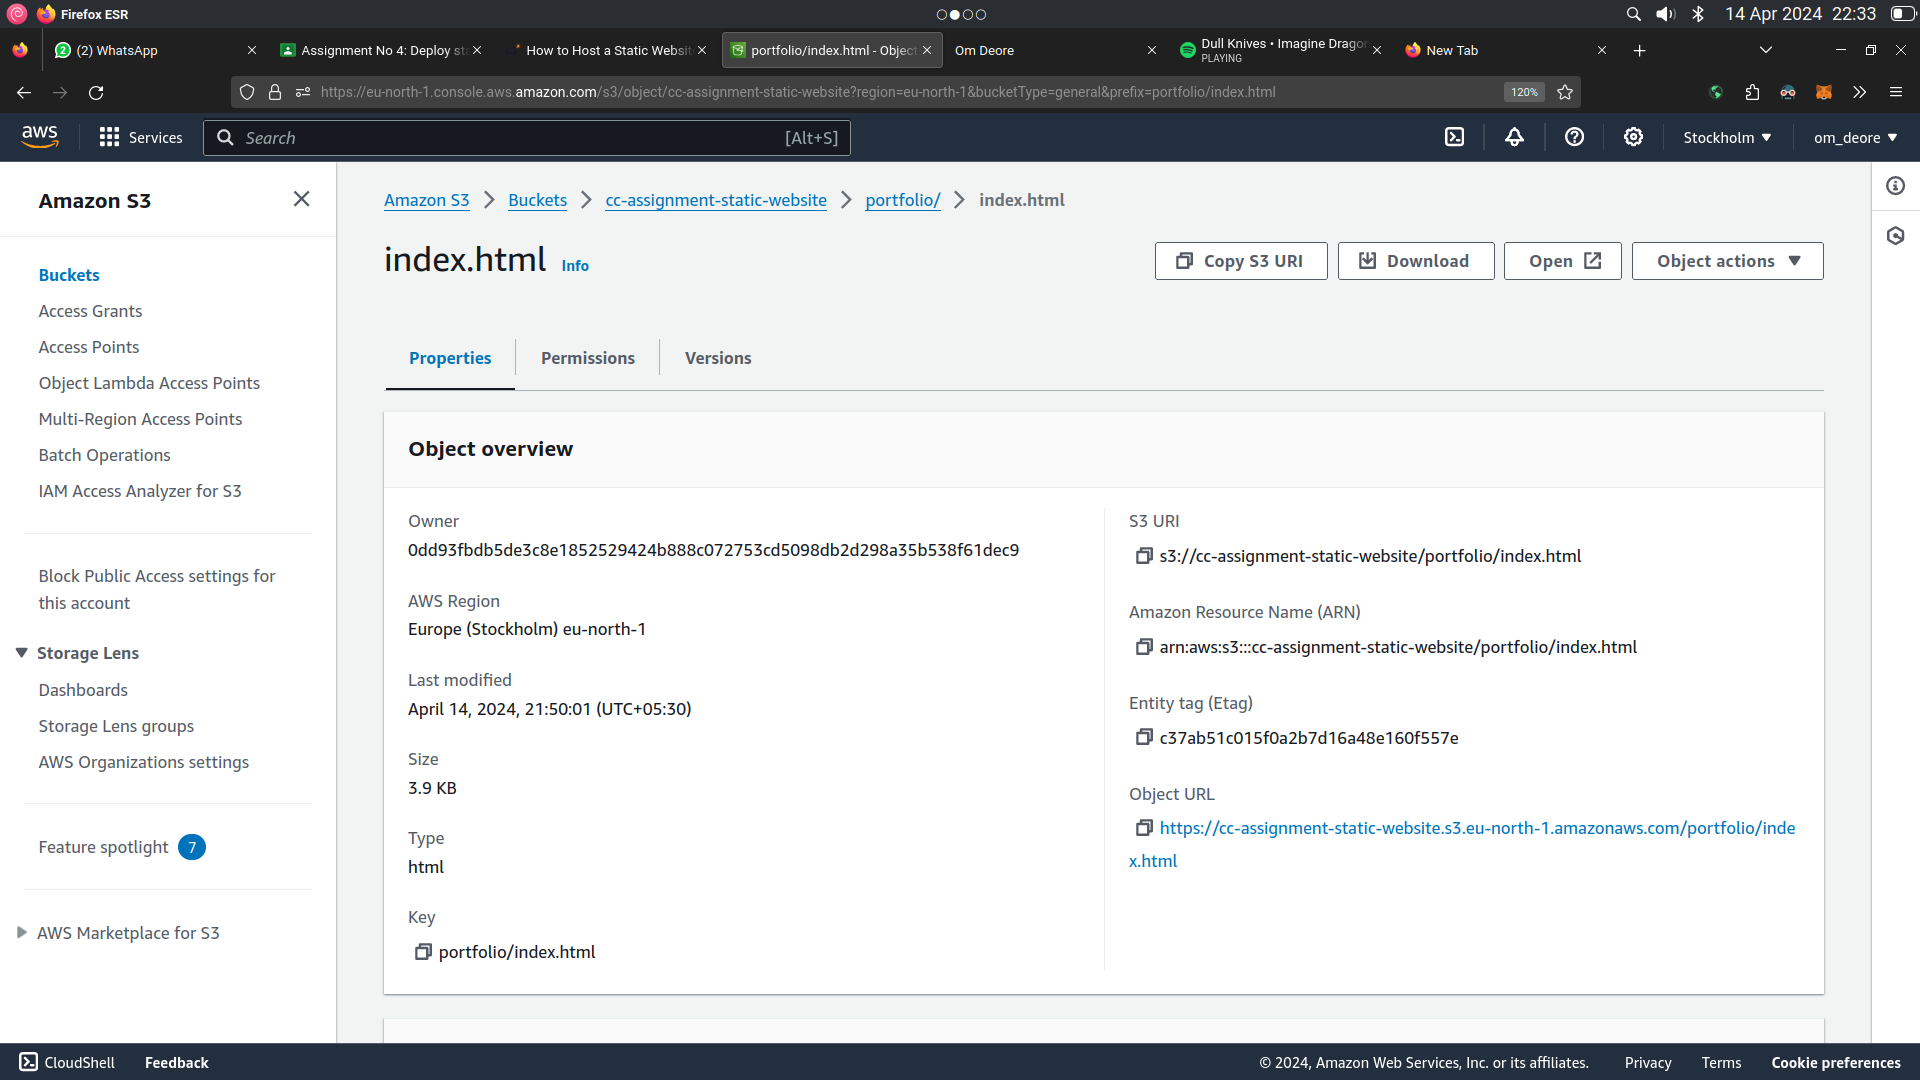 Firefox ESR
14 Apr 2024 22:33
(2) WhatsApp
Assignment No 4: Deploy sta
How to Host a Static Websit
portfolio/index.html - Object
Om Deore
Dull Knives • Imagine Dragon
PLAYING
New Tab
https://eu-north-1.console.aws.amazon.com/s3/object/cc-assignment-static-website?region=eu-north-1&bucketType=general&prefix=portfolio/index.html
120%
aws
Services
Search
[Alt+S]
Stockholm
om_deore
Amazon S3
Buckets
Access Grants
Access Points
Object Lambda Access Points
Multi-Region Access Points
Batch Operations
IAM Access Analyzer for S3
Block Public Access settings for
this account
Storage Lens
Dashboards
Storage Lens groups
AWS Organizations settings
Feature spotlight 7
AWS Marketplace for S3
Amazon S3 > Buckets > cc-assignment-static-website > portfolio/ > index.html
index.html Info
Copy S3 URI
Download
Open
Object actions
Properties
Permissions
Versions
Object overview
Owner
0dd93fbdb5de3c8e1852529424b888c072753cd5098db2d298a35b538f61dec9
AWS Region
Europe (Stockholm) eu-north-1
Last modified
April 14, 2024, 21:50:01 (UTC+05:30)
Size
3.9 KB
Type
html
Key
portfolio/index.html
S3 URI
s3://cc-assignment-static-website/portfolio/index.html
Amazon Resource Name (ARN)
arn:aws:s3:::cc-assignment-static-website/portfolio/index.html
Entity tag (Etag)
c37ab51c015f0a2b7d16a48e160f557e
Object URL
https://cc-assignment-static-website.s3.eu-north-1.amazonaws.com/portfolio/inde
x.html
CloudShell
Feedback
© 2024, Amazon Web Services, Inc. or its affiliates.
Privacy
Terms
Cookie preferences